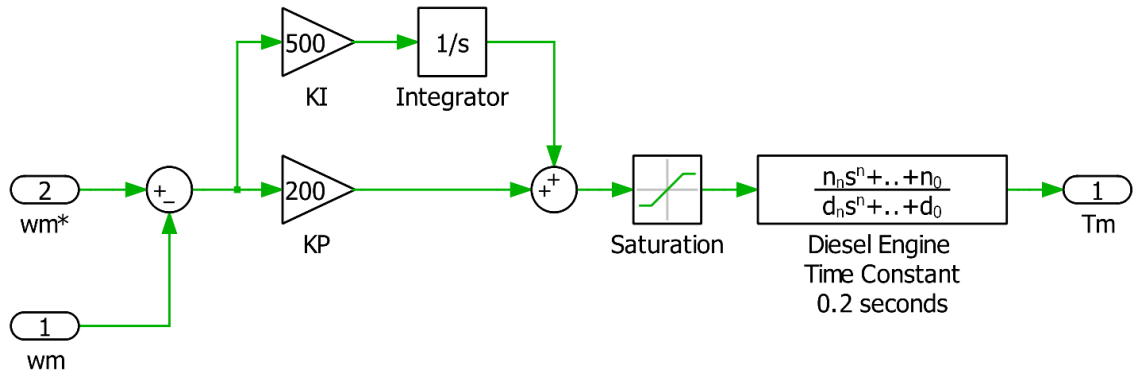 500
KI
1/s
Integrator
2
wm*
+
−
200
KP
+
+
Saturation
nₙsⁿ+..+n₀
dₙsⁿ+..+d₀
Diesel Engine
Time Constant
0.2 seconds
1
Tm
1
wm